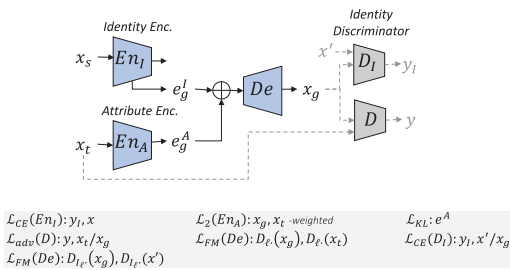 Identity Enc.
Identity
Discriminator
x_s
En_I
x'
D_I
y_I
e_g^I
De
x_g
Attribute Enc.
x_t
En_A
e_g^A
D
y
ℒ_CE(En_I): y_I, x
ℒ_2(En_A): x_g, x_t -weighted
ℒ_KL: e^A
ℒ_adv(D): y, x_t/x_g
ℒ_FM(De): D_ℓ·(x_g), D_ℓ·(x_t)
ℒ_CE(D_I): y_I, x'/x_g
ℒ_FM(De): D_Iℓ·(x_g), D_Iℓ·(x')